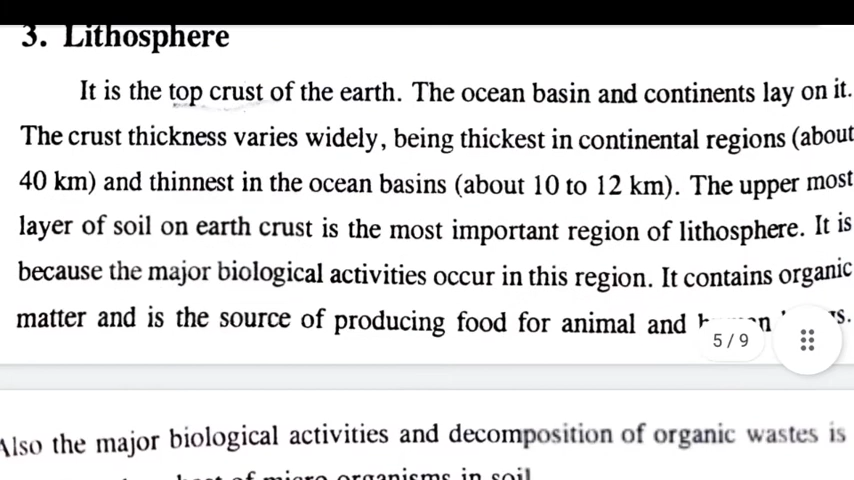 3. Lithosphere
It is the top crust of the earth. The ocean basin and continents lay on it.
The crust thickness varies widely, being thickest in continental regions (about
40 km) and thinnest in the ocean basins (about 10 to 12 km). The upper most
layer of soil on earth crust is the most important region of lithosphere. It is
because the major biological activities occur in this region. It contains organic
matter and is the source of producing food for animal and
5 / 9
Also the major biological activities and decomposition of organic wastes is
of micro organisms in soil